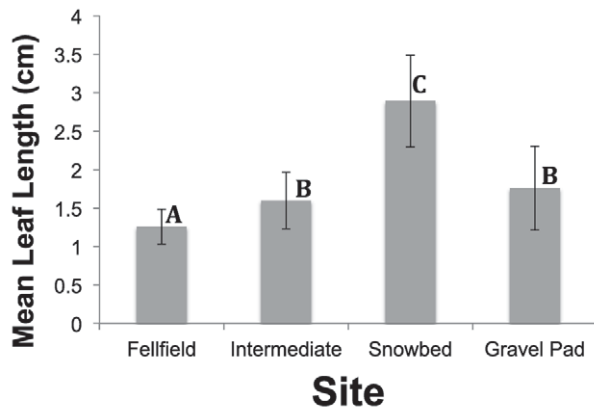 Mean Leaf Length (cm)
4
3.5
3
2.5
2
1.5
1
0.5
0
A
B
C
B
Fellfield Intermediate Snowbed Gravel Pad
Site